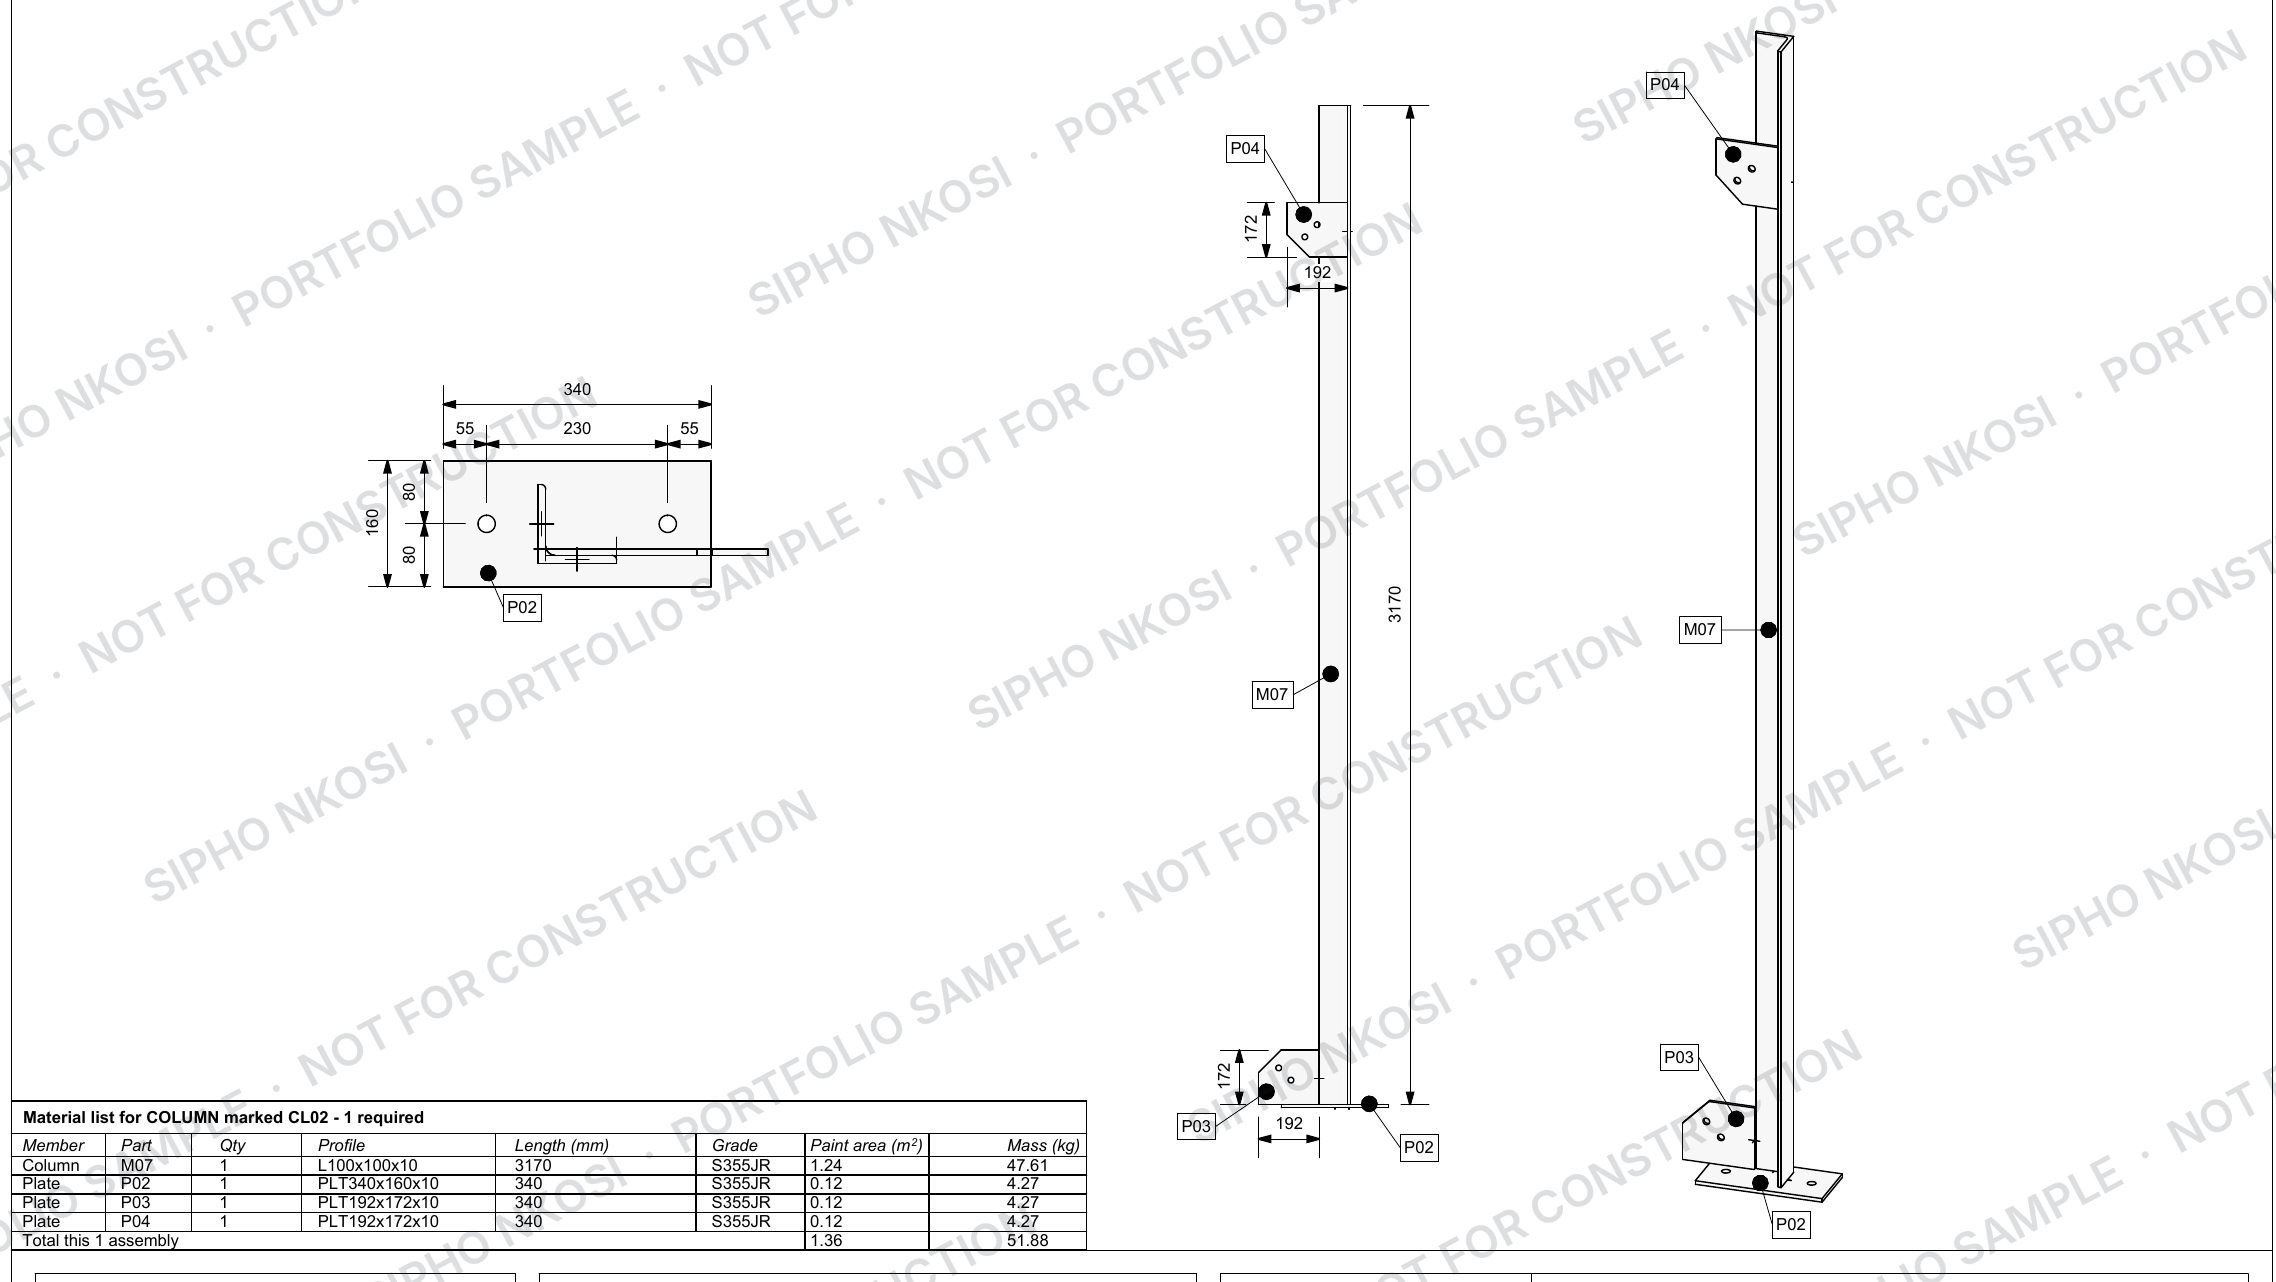 SIPHO NKOSI · PORTFOLIO SAMPLE · NOT FOR CONSTRUCTION
P04
P04
172
192
340
55 230 55
160
80
80
P02
3170
M07
M07
P03
172
P03
192
P02
P02
Material list for COLUMN marked CL02 - 1 required
Member Part Qty Profile Length (mm) Grade Paint area (m²) Mass (kg)
Column M07 1 L100x100x10 3170 S355JR 1.24 47.61
Plate P02 1 PLT340x160x10 340 S355JR 0.12 4.27
Plate P03 1 PLT192x172x10 340 S355JR 0.12 4.27
Plate P04 1 PLT192x172x10 340 S355JR 0.12 4.27
Total this 1 assembly 1.36 51.88